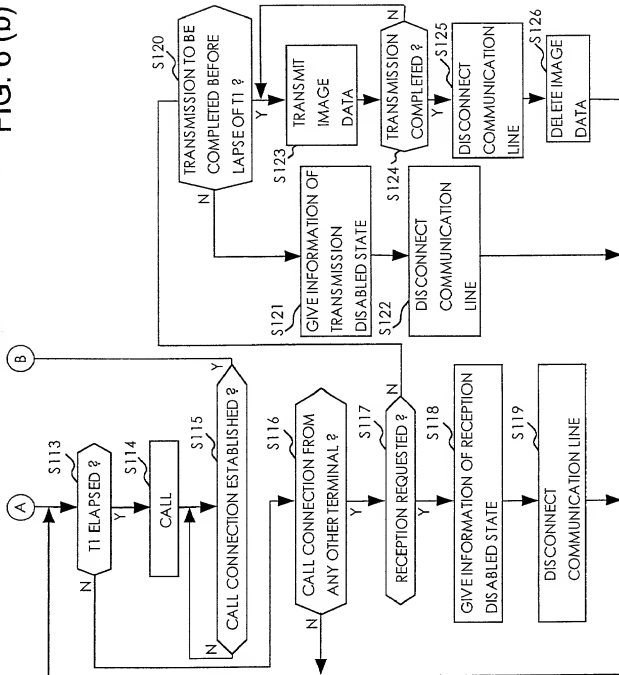 FIG. 6 (b)
A
B
S113
T1 ELAPSED ?
N
Y
S114
CALL
S115
CALL CONNECTION ESTABLISHED ?
N
Y
S116
CALL CONNECTION FROM
ANY OTHER TERMINAL ?
N
Y
S117
RECEPTION REQUESTED ?
N
Y
S118
GIVE INFORMATION OF RECEPTION
DISABLED STATE
S119
DISCONNECT
COMMUNICATION LINE
S120
TRANSMISSION TO BE
COMPLETED BEFORE
LAPSE OF T1 ?
N
Y
S121
GIVE INFORMATION OF
TRANSMISSION
DISABLED STATE
S122
DISCONNECT
COMMUNICATION
LINE
S123
TRANSMIT
IMAGE
DATA
S124
TRANSMISSION
COMPLETED ?
N
Y
S125
DISCONNECT
COMMUNICATION
LINE
S126
DELETE IMAGE
DATA